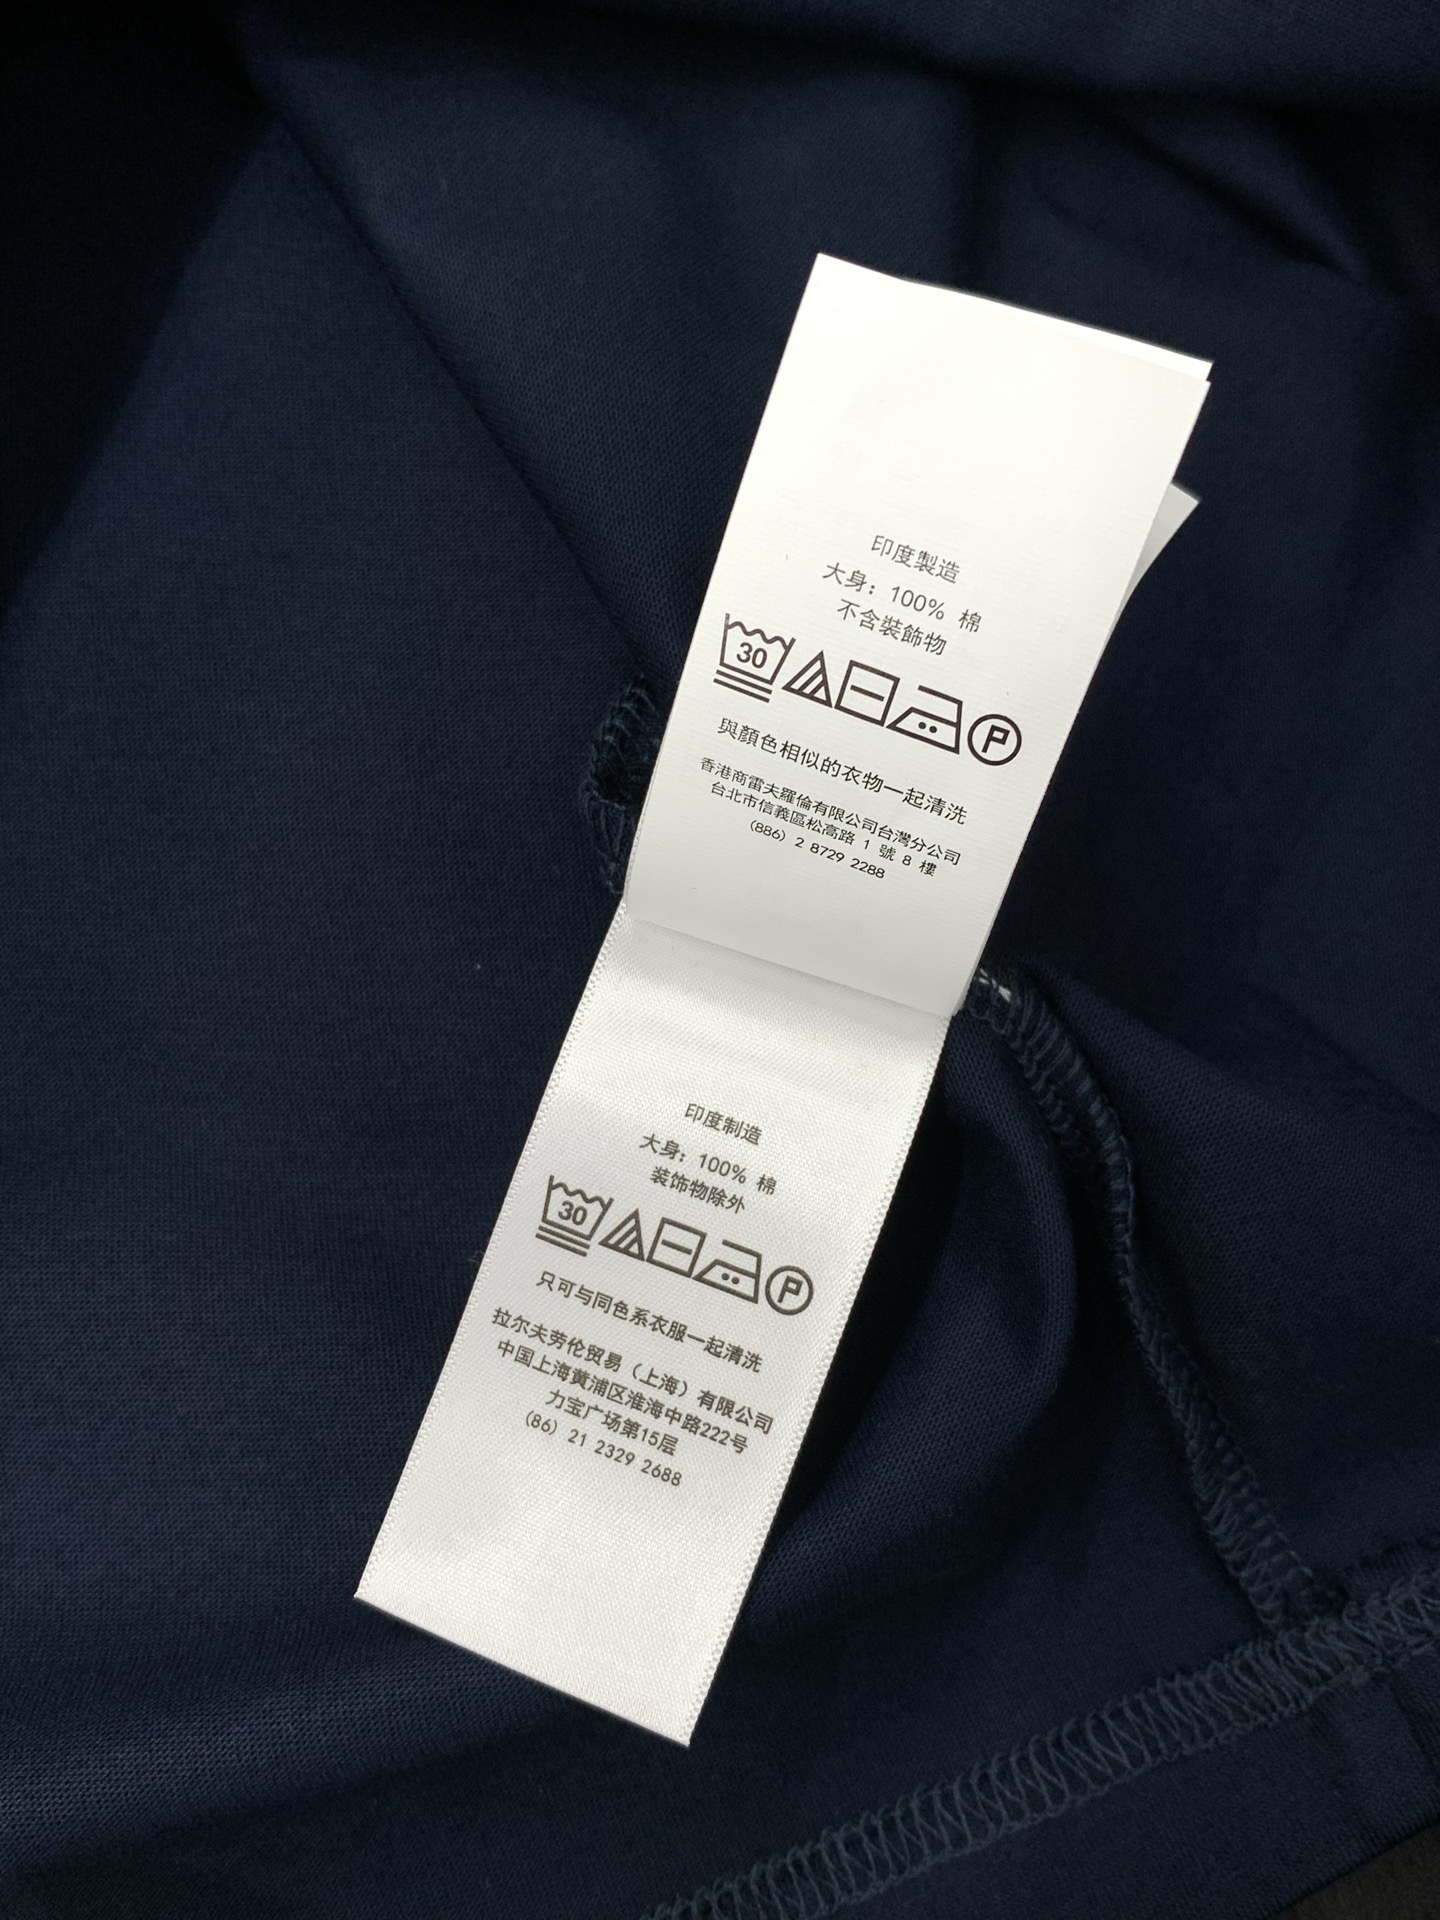 印度製造
大身：100% 棉
不含裝飾物
30 P
與顏色相似的衣物一起清洗
香港商雷夫羅倫有限公司台灣分公司
台北市信義區松高路 1 號 8 樓
(886) 2 8729 2288
印度制造
大身：100% 棉
装饰物除外
30 P
只可与同色系衣服一起清洗
拉尔夫劳伦贸易（上海）有限公司
中国上海黄浦区淮海中路222号
力宝广场第15层
(86) 21 2329 2688